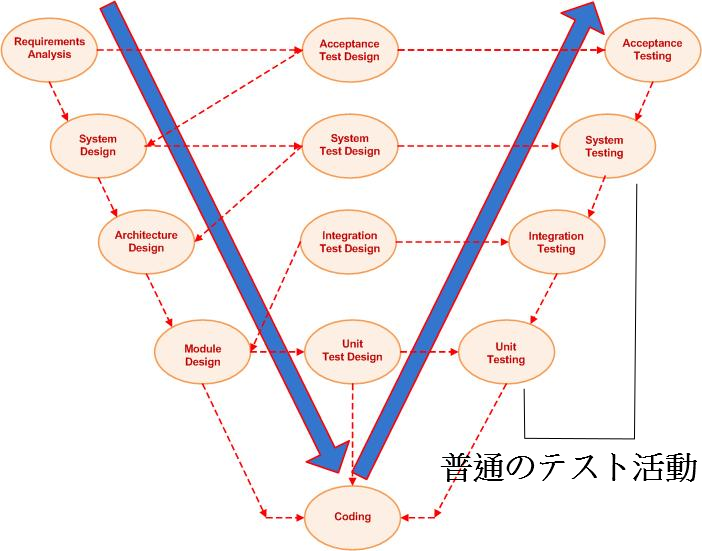 Requirements
Analysis
Acceptance
Test Design
Acceptance
Testing
System
Design
System
Test Design
System
Testing
Architecture
Design
Integration
Test Design
Integration
Testing
Module
Design
Unit
Test Design
Unit
Testing
普通のテスト活動
Coding